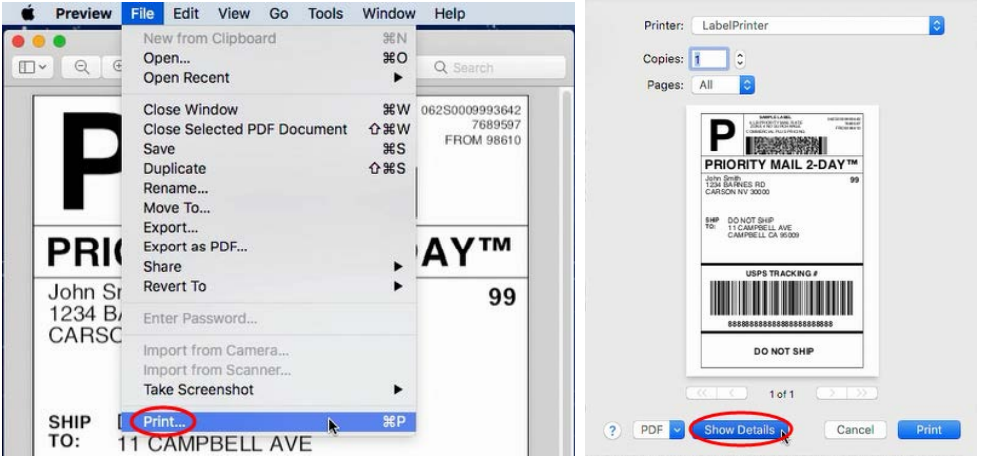 Preview File Edit View Go Tools Window Help
New from Clipboard ⌘N
Open... ⌘O
Open Recent ▶
Close Window ⌘W
Close Selected PDF Document ⇧⌘W
Save ⌘S
Duplicate ⇧⌘S
Rename...
Move To...
Export...
Export as PDF...
Share ▶
Revert To ▶
Enter Password...
Import from Camera...
Import from Scanner...
Take Screenshot ▶
Print... ⌘P
Search
P
062S0009993642
7689597
FROM 98610
PRI AY™
John Sm
1234 BA
CARSO
99
SHIP
TO: 11 CAMPBELL AVE
Printer: LabelPrinter
Copies: 1
Pages: All
P
SAMPLE LABEL
PRIORITY MAIL 2-DAY™
John Smith 99
1234 BARNES RD
CARSON NV 30000
SHIP DO NOT SHIP
TO: 11 CAMPBELL AVE
CAMPBELL CA 95009
USPS TRACKING #
DO NOT SHIP
1 of 1
? PDF Show Details Cancel Print